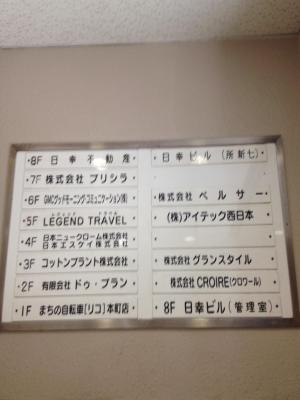 8F 日幸不動産
日幸ビル (所新七)
7F 株式会社 プリシラ
6F GMCグッドモーニング・コミュニケーション(株)
株式会社 ベルサー
5F LEGEND TRAVEL
(株)アイテック西日本
4F 日本ニュークローム株式会社
日本エスケイ株式会社
3F コットンプラント株式会社
株式会社 グランスタイル
2F 有限会社 ドゥ・プラン
株式会社 CROIRE(クロワール)
1F まちの自転車[リコ]本町店
8F 日幸ビル(管理室)